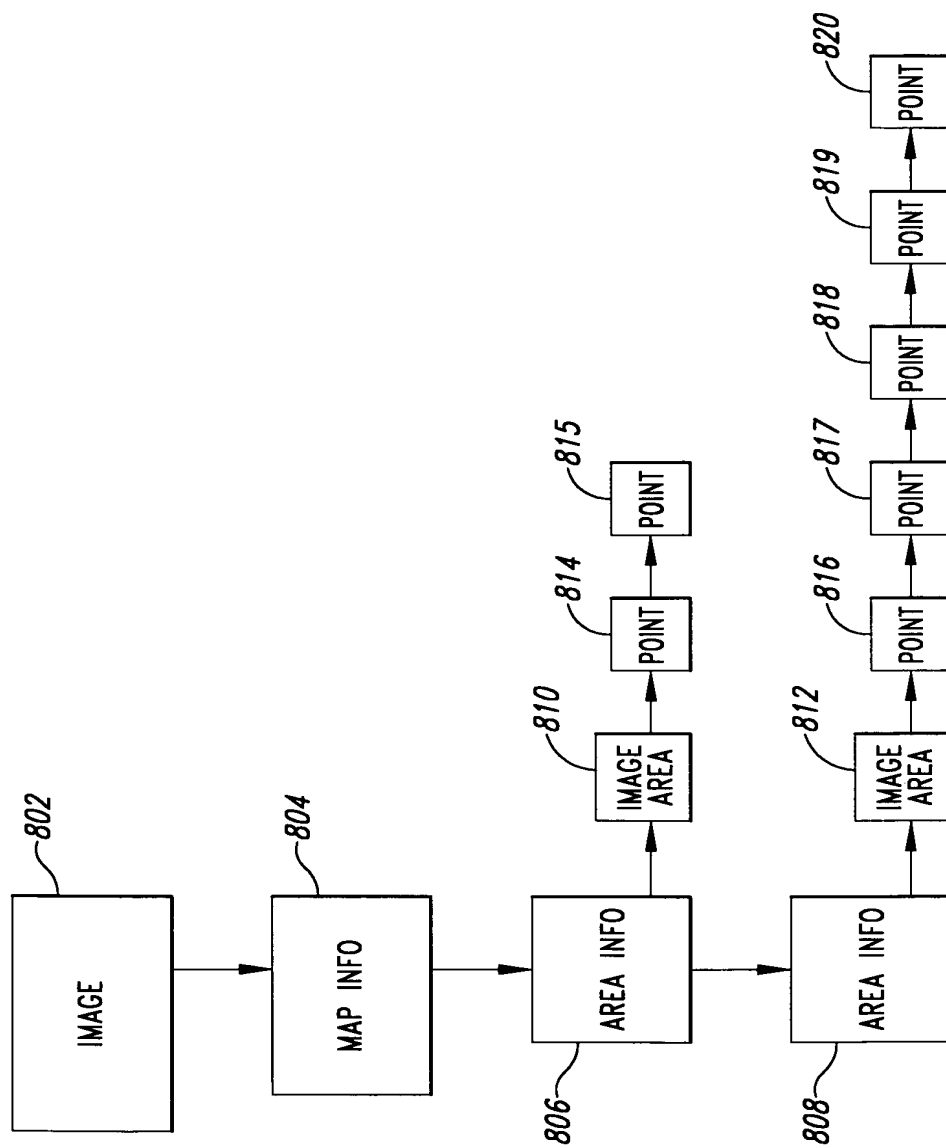 802
IMAGE
804
MAP INFO
810
814
815
AREA INFO
IMAGE
AREA
POINT
POINT
806
812
816
817
818
819
820
AREA INFO
IMAGE
AREA
POINT
POINT
POINT
POINT
POINT
808